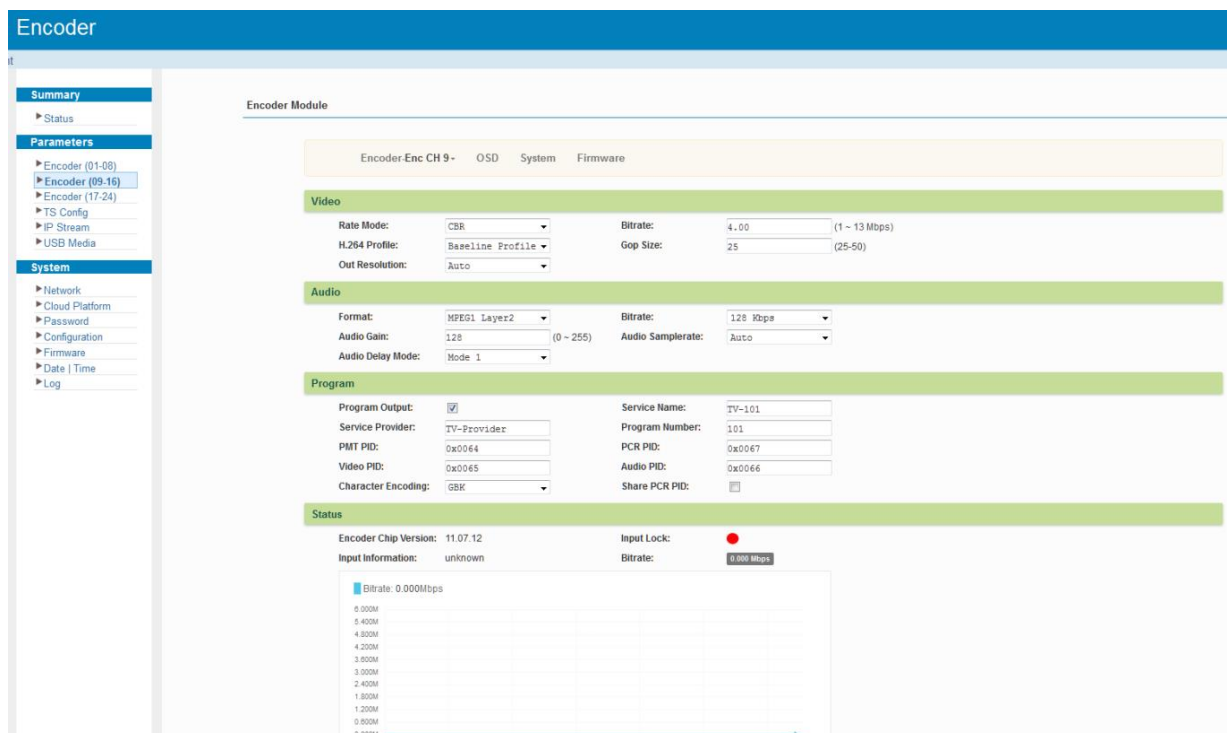 Encoder
nt
Summary
Status
Parameters
Encoder (01-08)
Encoder (09-16)
Encoder (17-24)
TS Config
IP Stream
USB Media
System
Network
Cloud Platform
Password
Configuration
Firmware
Date | Time
Log
Encoder Module
Encoder-Enc CH 9 OSD System Firmware
Video
Rate Mode: CBR Bitrate: 4.00 (1 ~ 13 Mbps)
H.264 Profile: Baseline Profile Gop Size: 25 (25-50)
Out Resolution: Auto
Audio
Format: MPEG1 Layer2 Bitrate: 128 Kbps
Audio Gain: 128 (0 ~ 255) Audio Samplerate: Auto
Audio Delay Mode: Mode 1
Program
Program Output: Service Name: TV-101
Service Provider: TV-Provider Program Number: 101
PMT PID: 0x0064 PCR PID: 0x0067
Video PID: 0x0065 Audio PID: 0x0066
Character Encoding: GBK Share PCR PID:
Status
Encoder Chip Version: 11.07.12 Input Lock:
Input Information: unknown Bitrate: 0.000 Mbps
Bitrate: 0.000Mbps
6.000M
5.400M
4.800M
4.200M
3.600M
3.000M
2.400M
1.800M
1.200M
0.600M